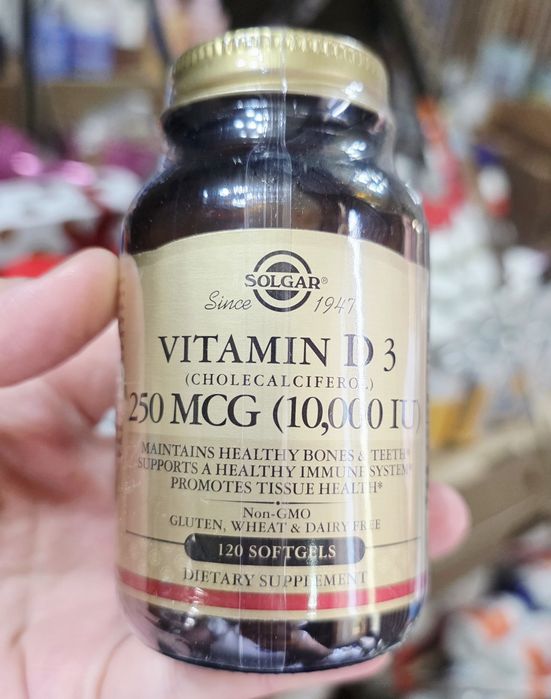 SOLGAR®
Since 1947
VITAMIN D 3
(CHOLECALCIFEROL)
250 MCG (10,000 IU)
MAINTAINS HEALTHY BONES & TEETH*
SUPPORTS A HEALTHY IMMUNE SYSTEM*
PROMOTES TISSUE HEALTH*
Non-GMO
GLUTEN, WHEAT & DAIRY FREE
120 SOFTGELS
DIETARY SUPPLEMENT